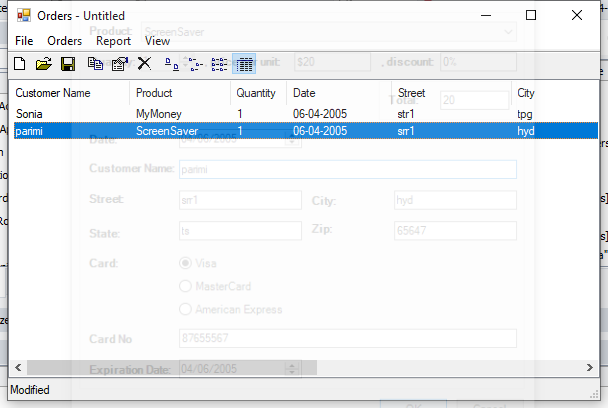 Orders - Untitled
File Orders Report View
Product: ScreenSaver
unit: $20 discount: 0%
Customer Name Product Quantity Date Street City
Total: 20
Sonia MyMoney 1 06-04-2005 str1 tpg
parimi ScreenSaver 1 06-04-2005 srr1 hyd
Date: 04/06/2005
Customer Name: parimi
Street: srr1 City: hyd
State: ts Zip: 65647
Card: Visa
MasterCard
American Express
Card No 87655567
Expiration Date: 04/06/2005
Modified